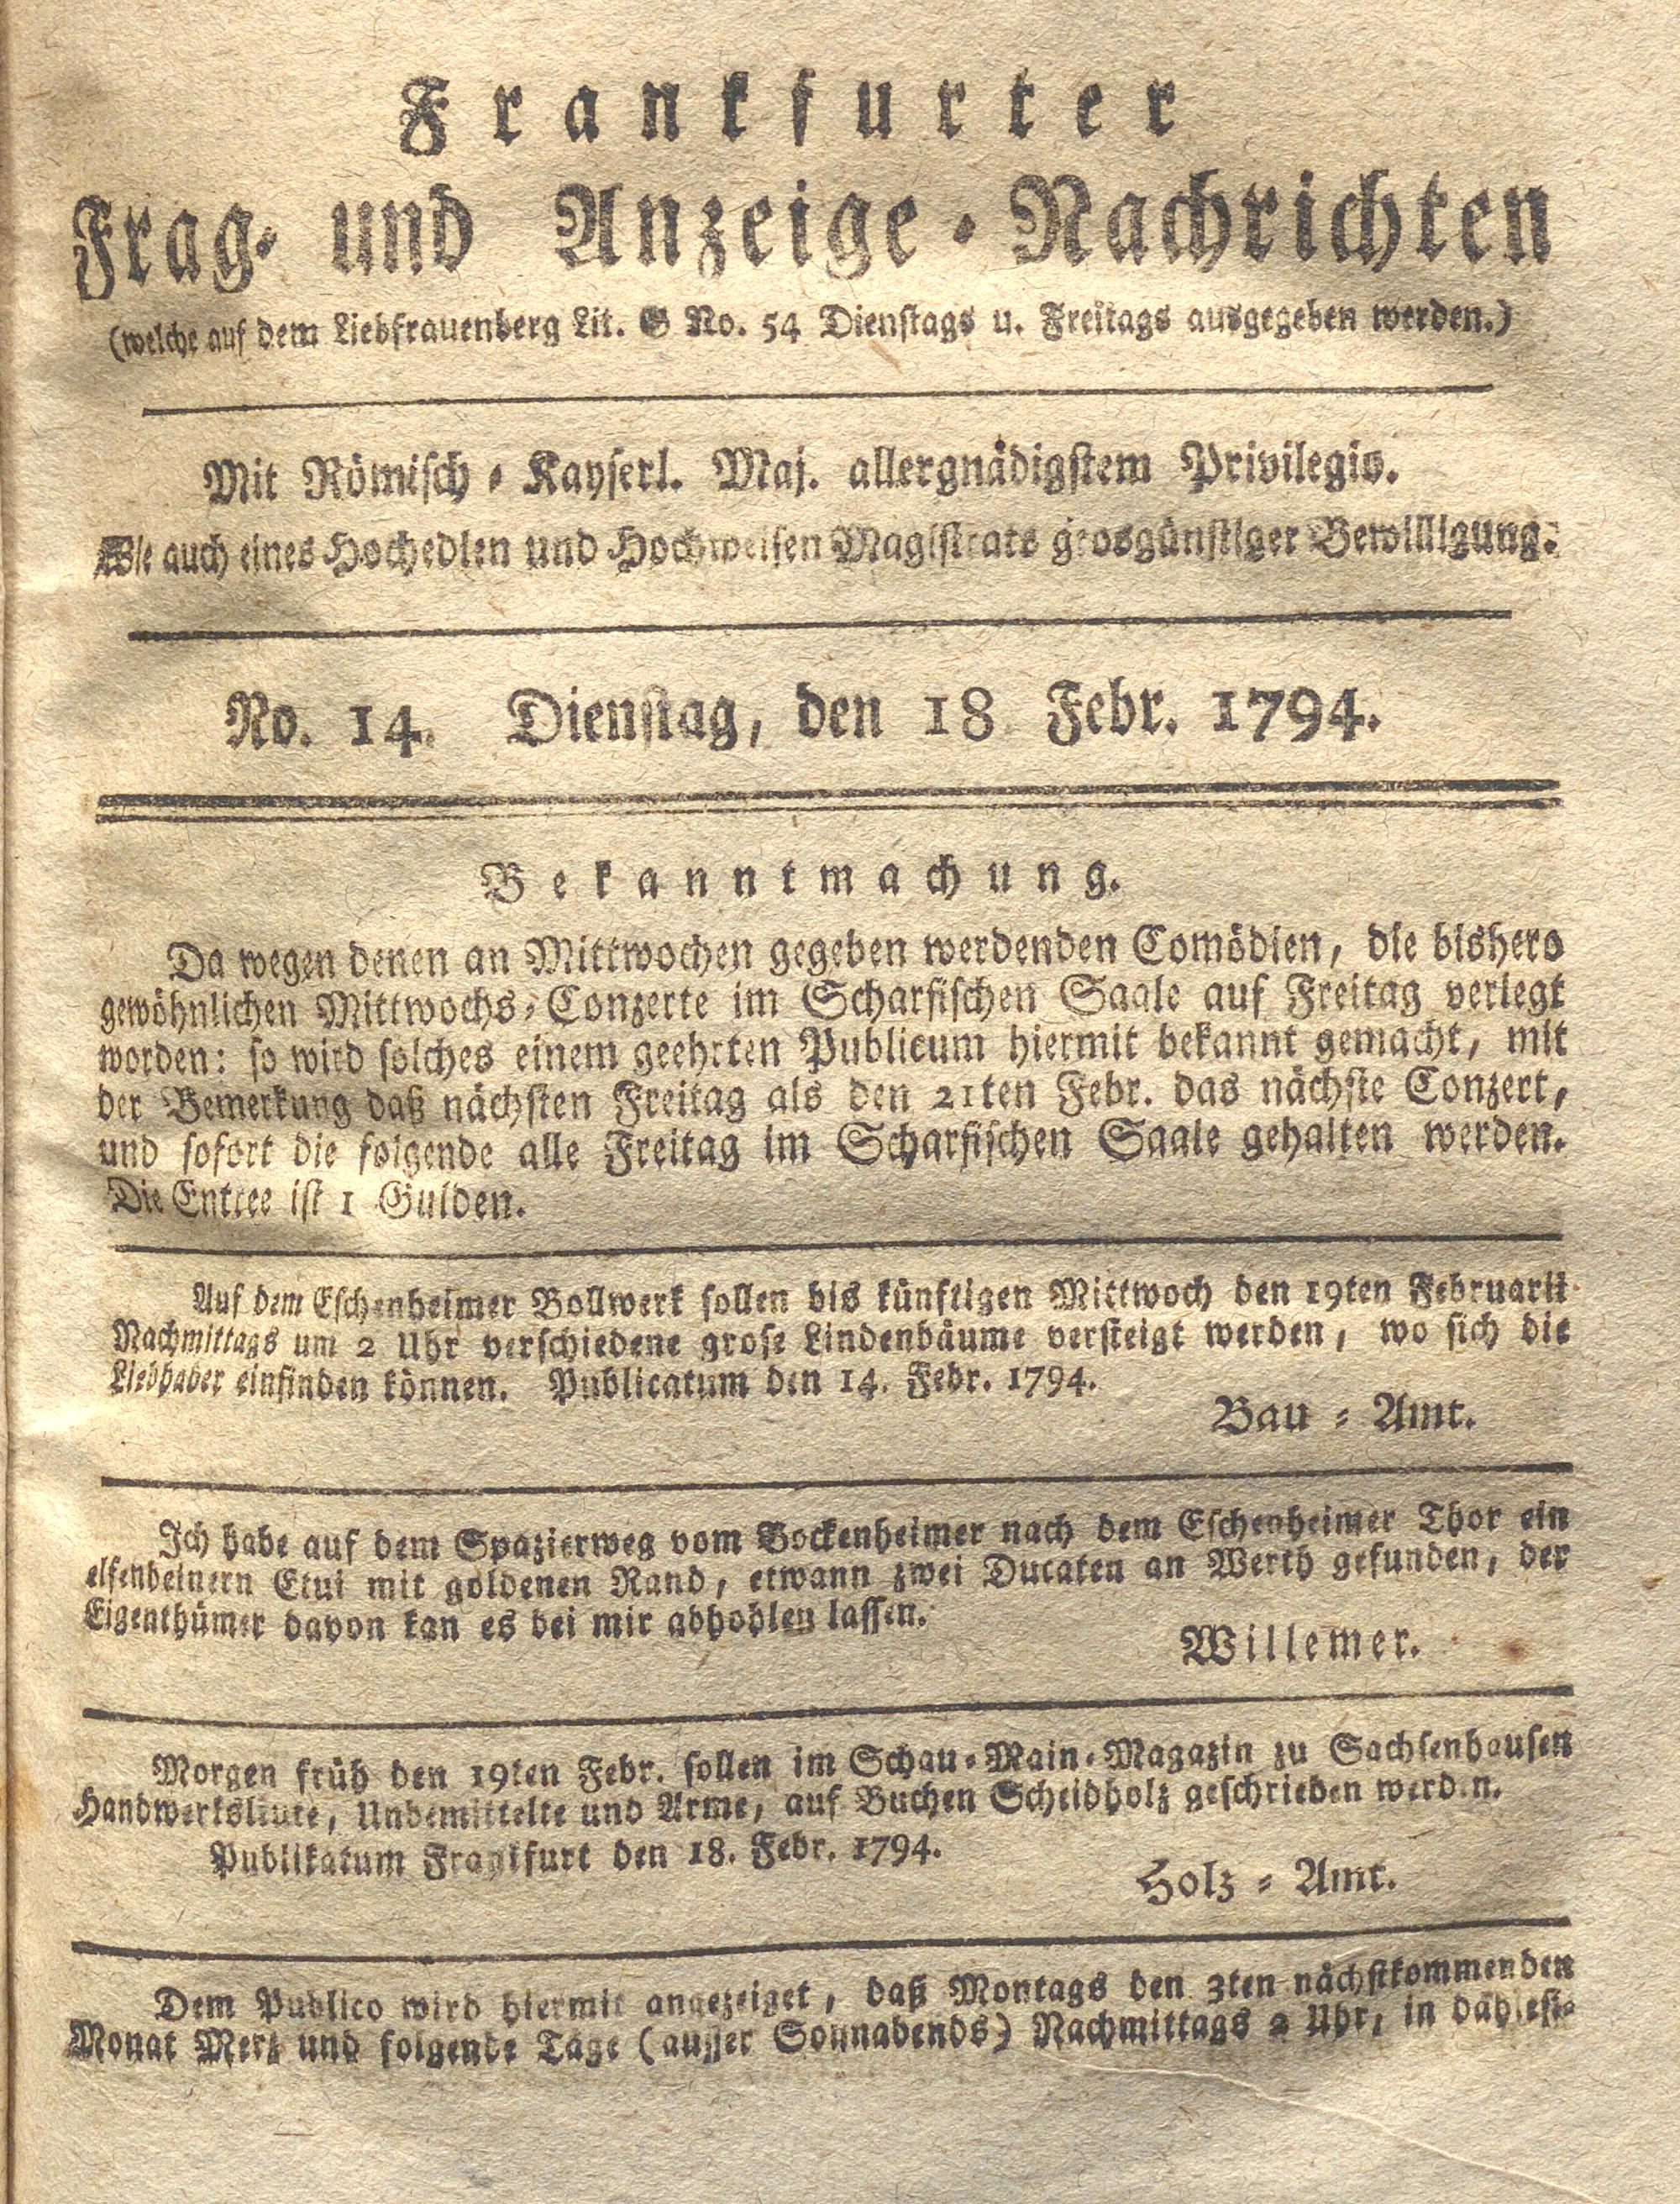 Frankfurter
Frag- und Anzeige-Nachrichten
(welche auf dem Liebfrauenberg Lit. G No. 54 Dienstags u. Freitags ausgegeben werden.)
Mit Römisch-Kayserl. Maj. allergnädigstem Privilegio.
Wie auch eines Hochedlen und Hochweisen Magistrats grosgünstiger Bewilligung.
No. 14. Dienstag, den 18 Febr. 1794.
Bekanntmachung.
Da wegen denen an Mittwochen gegeben werdenden Comödien, die bishero
gewöhnlichen Mittwochs-Conzerte im Scharfischen Saale auf Freitag verlegt
worden: so wird solches einem geehrten Publicum hiermit bekannt gemacht, mit
der Bemerkung daß nächsten Freitag als den 21ten Febr. das nächste Conzert,
und sofort die folgende alle Freitag im Scharfischen Saale gehalten werden.
Die Entree ist 1 Gulden.
Auf dem Eschenheimer Bollwerk sollen bis künftigen Mittwoch den 19ten Februarii
Nachmittags um 2 Uhr verschiedene grose Lindenbäume versteigt werden, wo sich die
Liebhaber einfinden können. Publicatum den 14. Febr. 1794.
Bau-Amt.
Ich habe auf dem Spazierweg vom Bockenheimer nach dem Eschenheimer Thor ein
elfenbeinern Etui mit goldenen Rand, etwann zwei Ducaten an Werth gefunden, der
Eigenthümer davon kan es bei mir abhohlen lassen.
Willemer.
Morgen früh den 19ten Febr. sollen im Schau-Main-Magazin zu Sachsenhausen
Handwerksleute, Unbemittelte und Arme, auf Buchen Scheidholz geschrieben werden.
Publikatum Frankfurt den 18. Febr. 1794.
Holz-Amt.
Dem Publico wird hiermit angezeiget, daß Montags den 3ten nächstkommenden
Monat Merz und folgende Tage (ausser Sonnabends) Nachmittags 2 Uhr, in